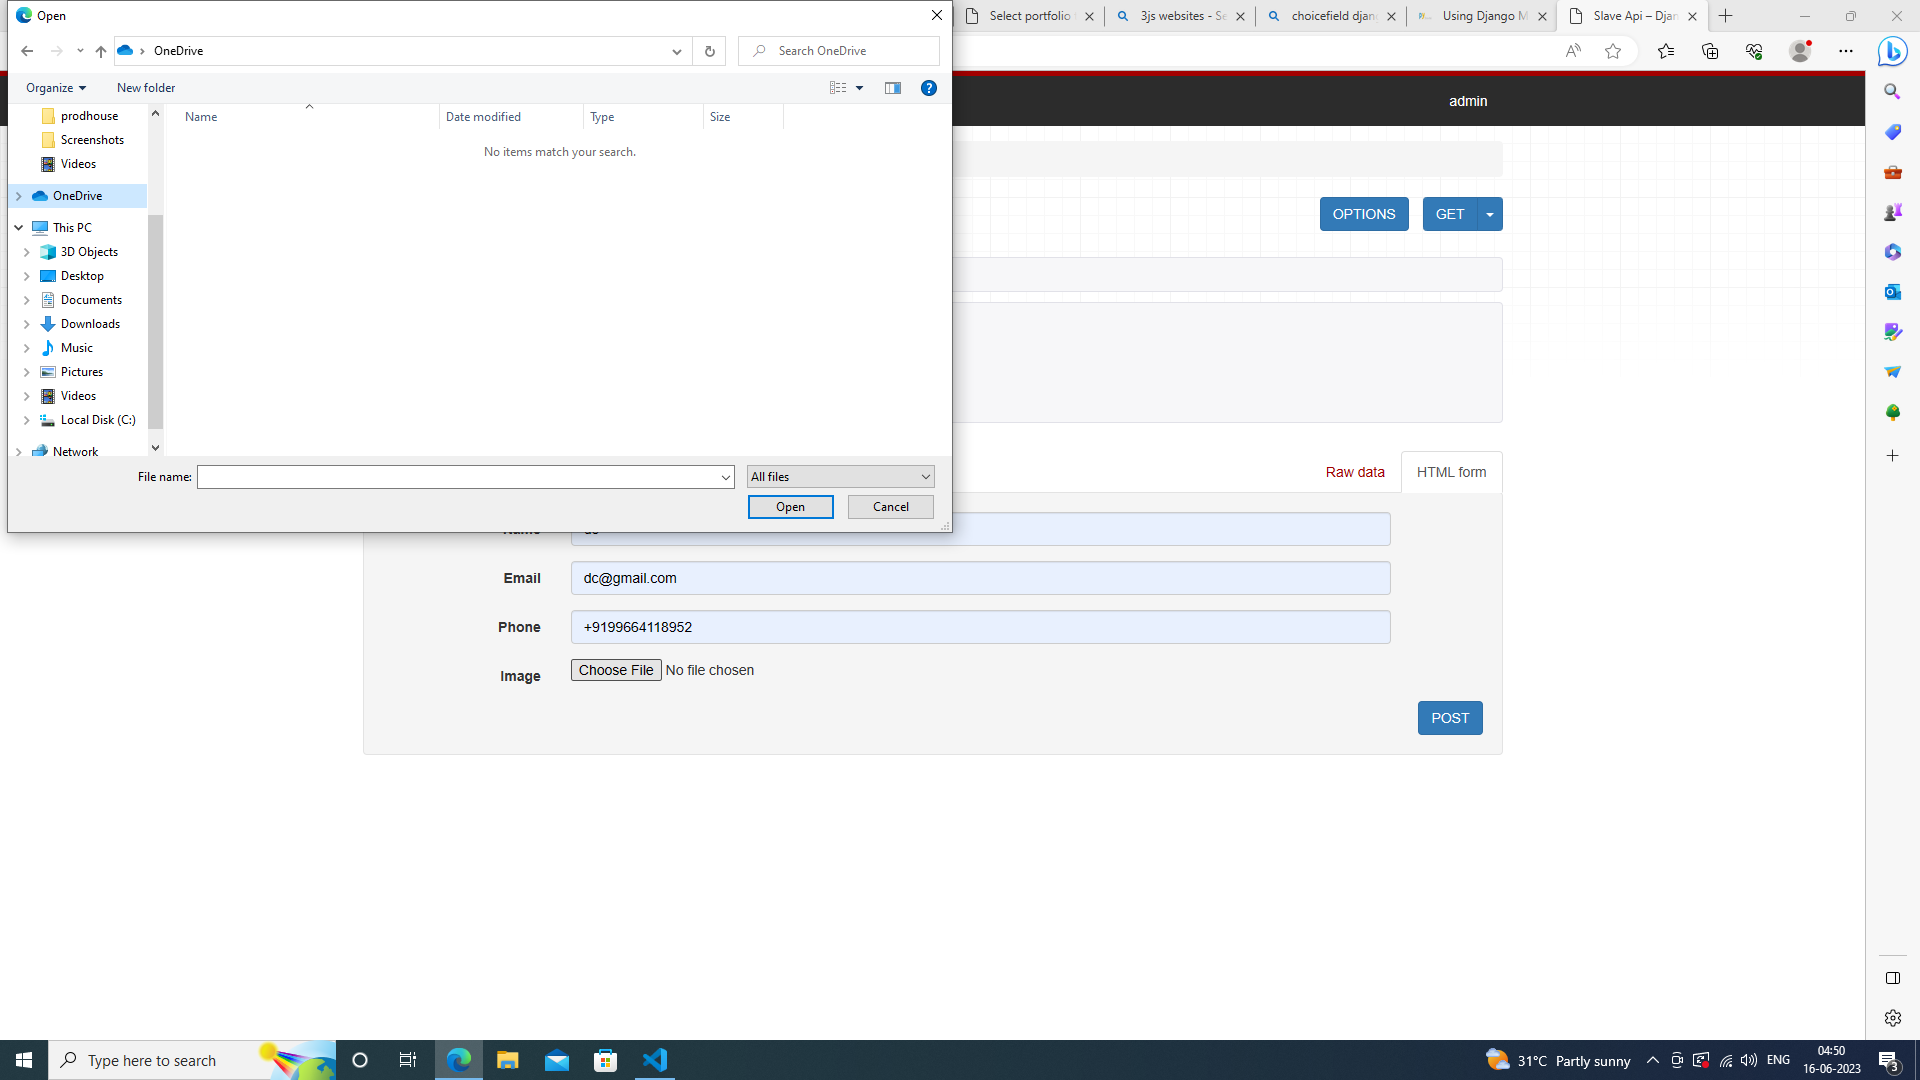 Open
Select portfolio
3js websites - Se
choicefield djan
Using Django M
Slave Api – Djan
OneDrive
Search OneDrive
Organize
New folder
admin
prodhouse
Screenshots
Videos
OneDrive
This PC
3D Objects
Desktop
Documents
Downloads
Music
Pictures
Videos
Local Disk (C:)
Network
Name
Date modified
Type
Size
No items match your search.
OPTIONS
GET
File name:
All files
Open
Cancel
Raw data
HTML form
Name
Email
dc@gmail.com
Phone
+9199664118952
Image
Choose File No file chosen
POST
Type here to search
31°C Partly sunny
ENG
04:50
16-06-2023
3